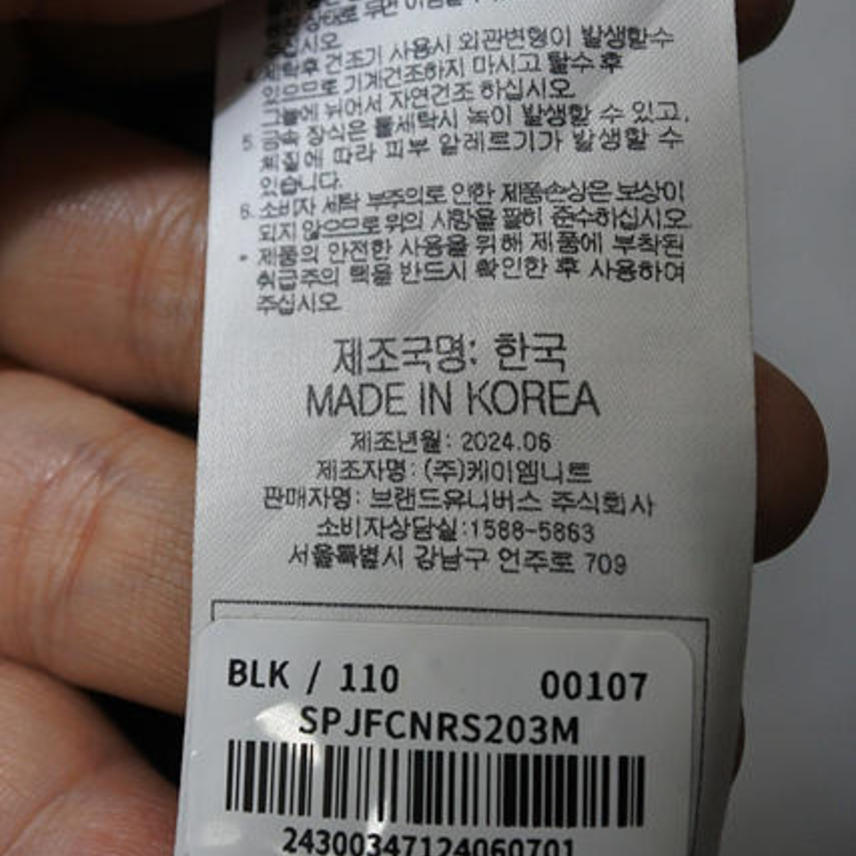 주십시오.
4. 세탁후 건조기 사용시 외관변형이 발생할수
있으므로 기계건조하지 마시고 탈수 후
그늘에 뉘어서 자연건조 하십시오.
5. 금속 장식은 물세탁시 녹이 발생할 수 있고,
체질에 따라 피부 알레르기가 발생할 수
있습니다.
6. 소비자 세탁 부주의로 인한 제품손상은 보상이
되지 않으므로 위의 사항을 필히 준수하십시오.
* 제품의 안전한 사용을 위해 제품에 부착된
취급주의 택을 반드시 확인한 후 사용하여
주십시오.
제조국명: 한국
MADE IN KOREA
제조년월: 2024.06
제조자명: (주)케이엠니트
판매자명: 브랜드유니버스 주식회사
소비자상담실:1588-5863
서울특별시 강남구 언주로 709
BLK / 110 00107
SPJFCNRS203M
24300347124060701